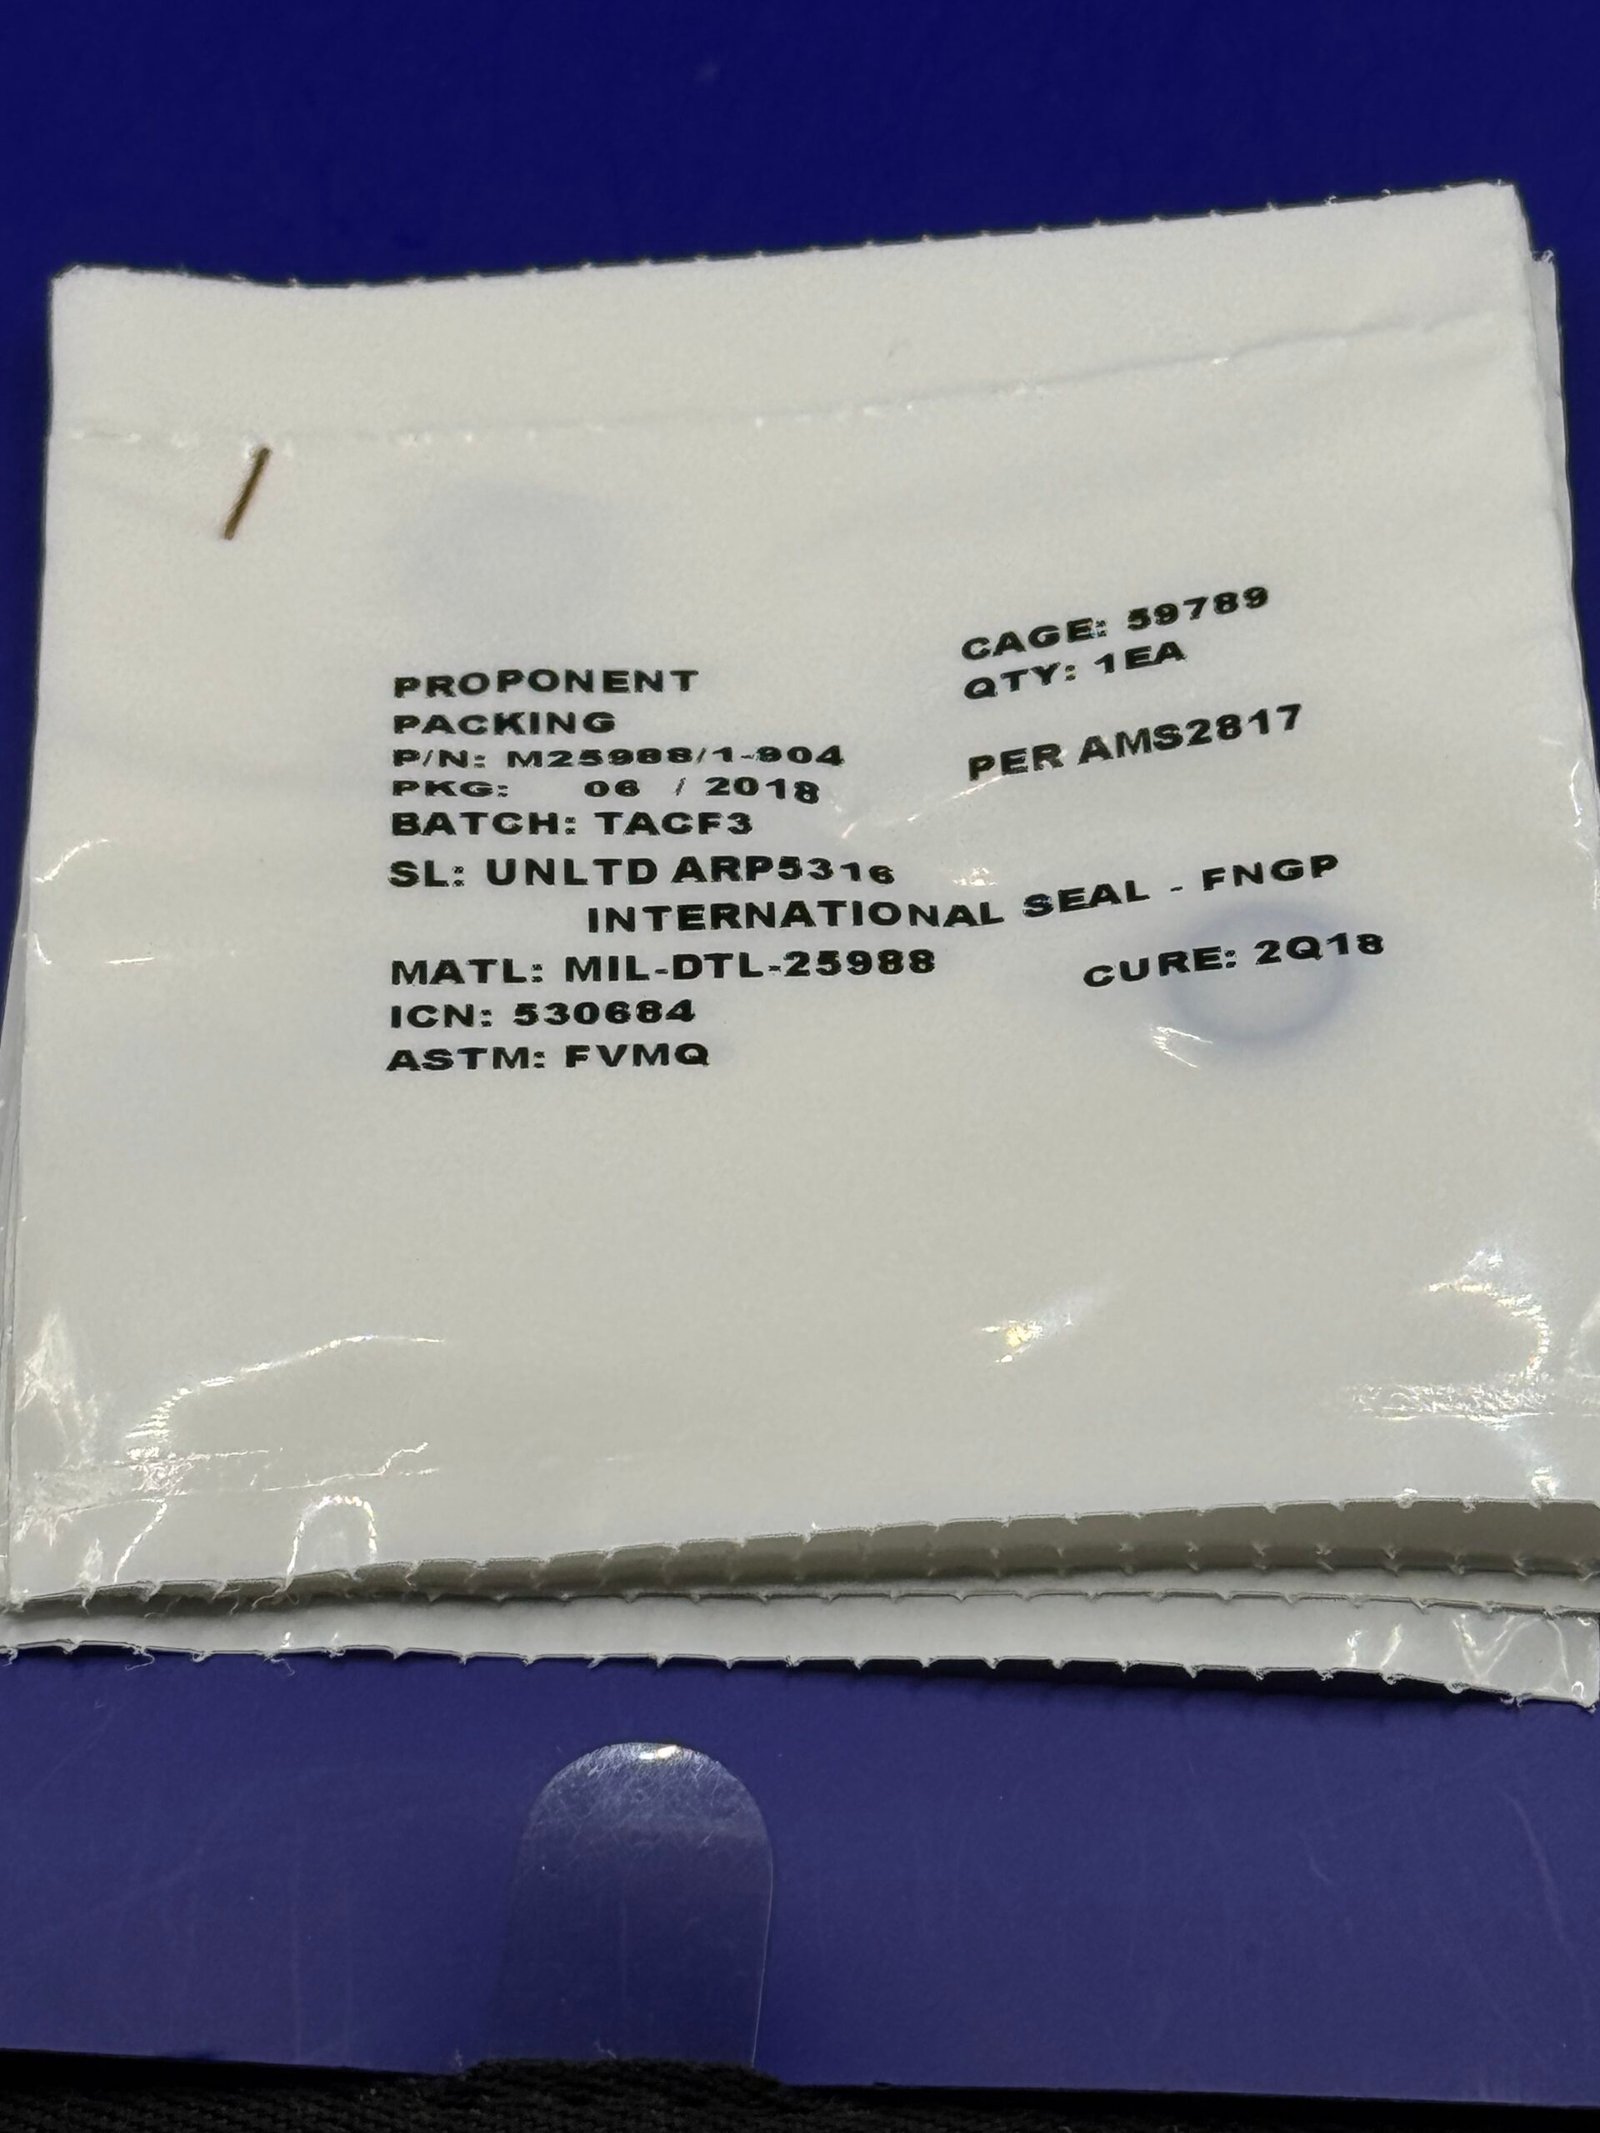 CAGE: 59789
QTY: 1EA
PROPONENT
PACKING
P/N: M25988/1-904
PER AMS2817
PKG: 06 / 2018
BATCH: TACF3
SL: UNLTD ARP5316
INTERNATIONAL SEAL - FNGP
MATL: MIL-DTL-25988
CURE: 2Q18
ICN: 530684
ASTM: FVMQ